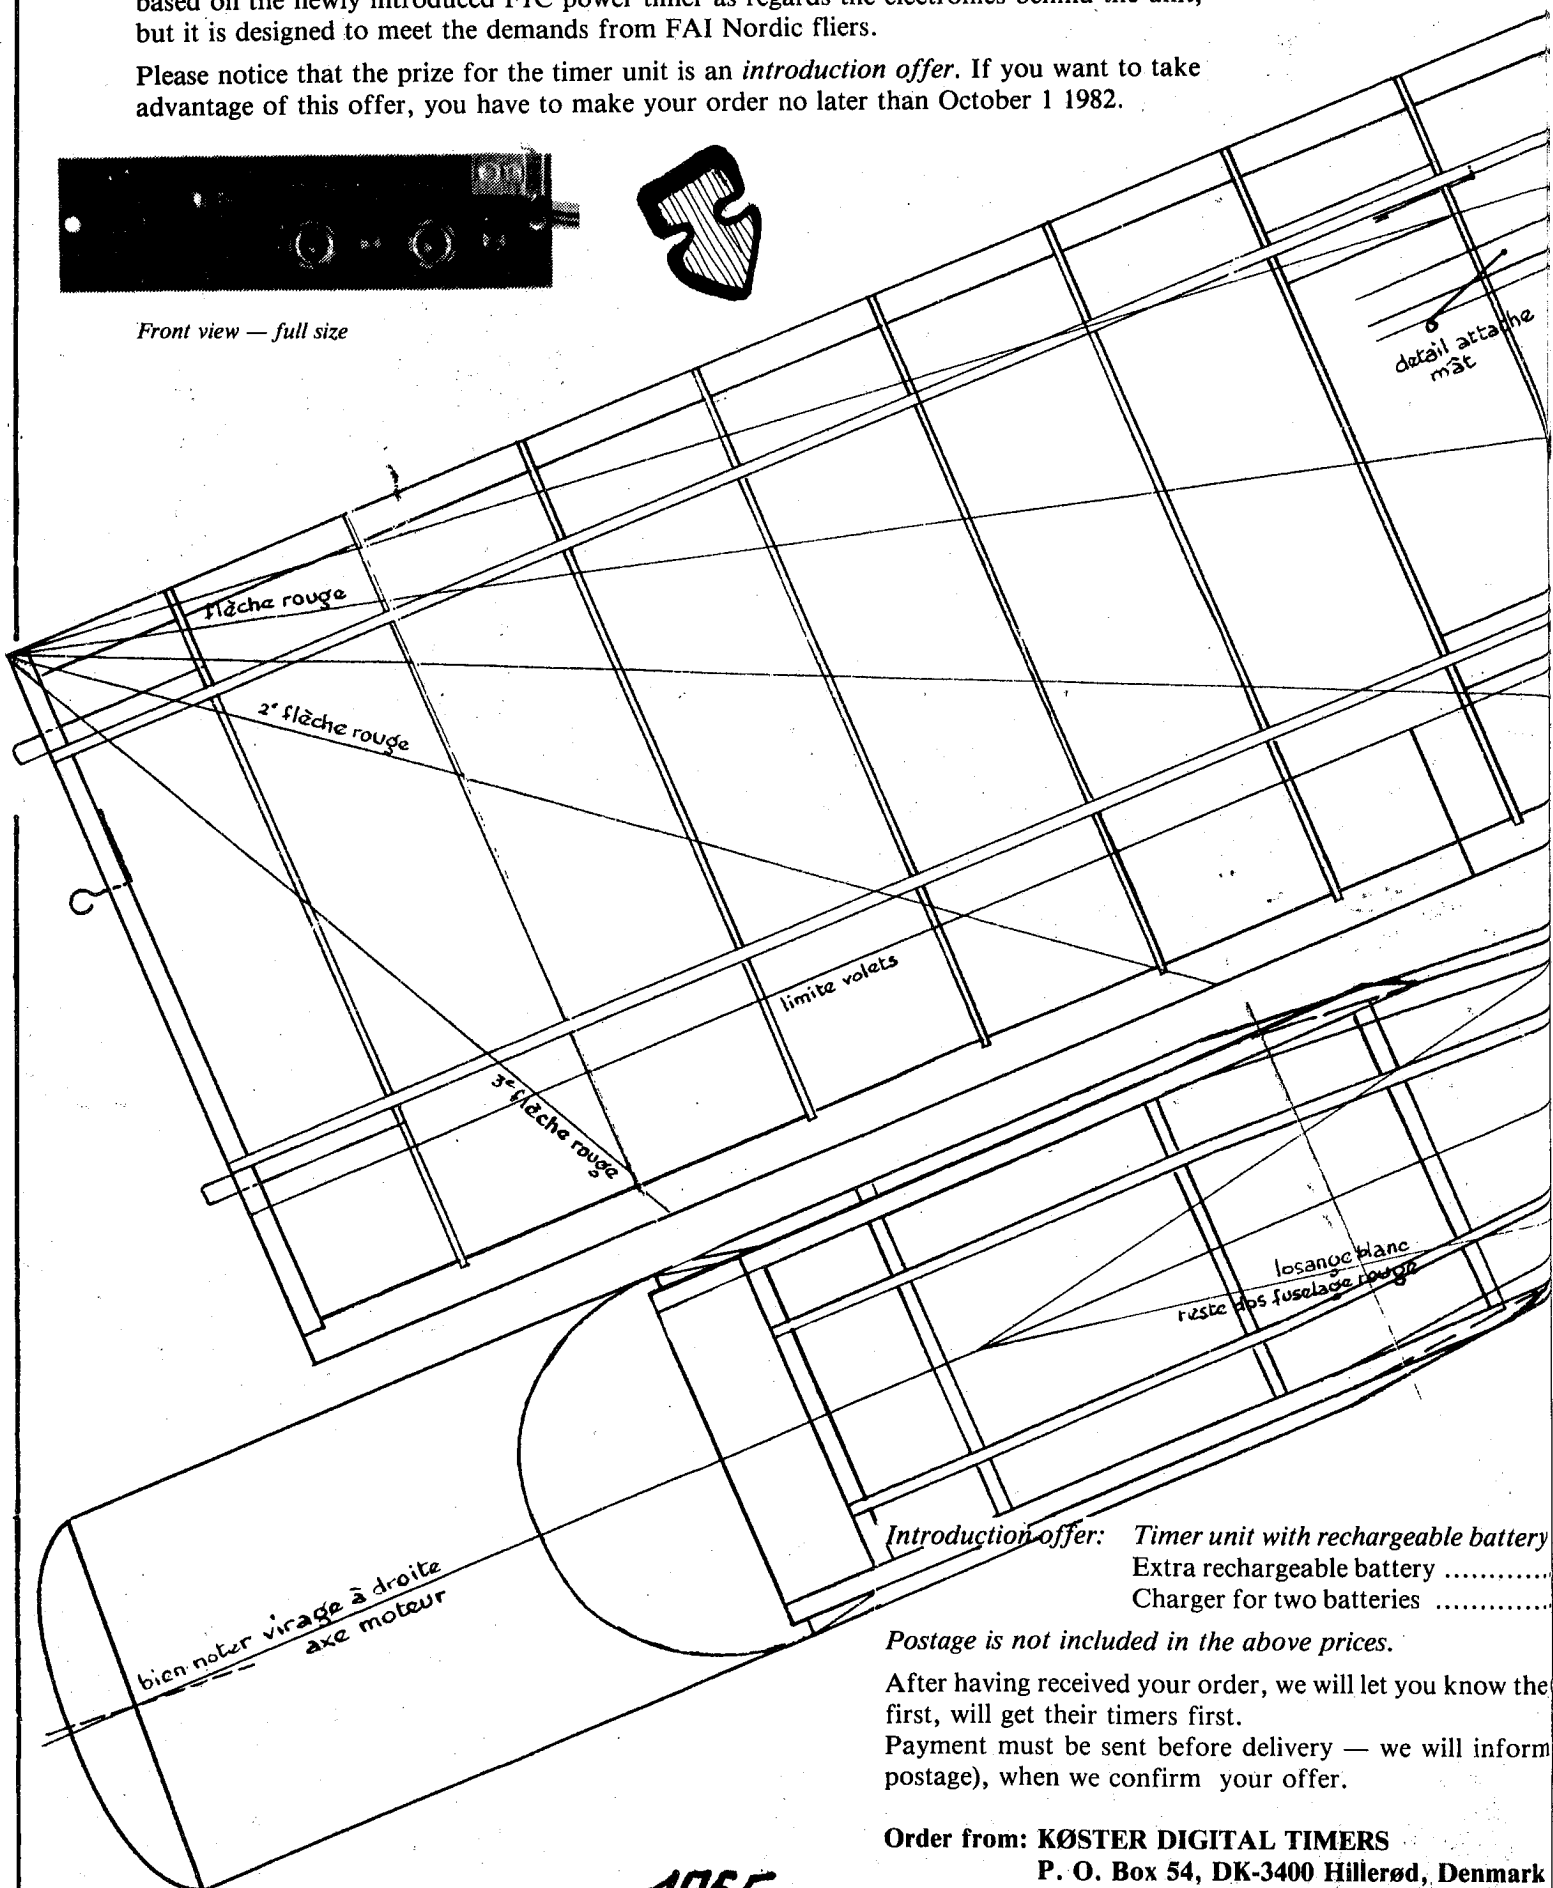 but it is designed to meet the demands from FAI Nordic fliers.
Please notice that the prize for the timer unit is an introduction offer. If you want to take
advantage of this offer, you have to make your order no later than October 1 1982.
Front view — full size
detail attache
mât
flèche rouge
2e flèche rouge
limite volets
3e flèche rouge
losange blanc
reste dos fuselage rouge
bien noter virage à droite
axe moteur
Introduction offer: Timer unit with rechargeable battery
Extra rechargeable battery ............
Charger for two batteries .............
Postage is not included in the above prices.
After having received your order, we will let you know the
first, will get their timers first.
Payment must be sent before delivery — we will inform
postage), when we confirm your offer.
Order from: KØSTER DIGITAL TIMERS
P. O. Box 54, DK-3400 Hillerød, Denmark